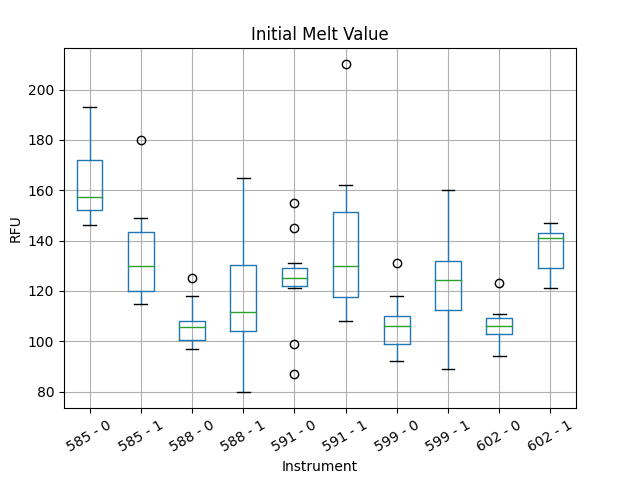 Initial Melt Value
RFU
200
180
160
140
120
100
80
585 - 0
585 - 1
588 - 0
588 - 1
591 - 0
591 - 1
599 - 0
599 - 1
602 - 0
602 - 1
Instrument